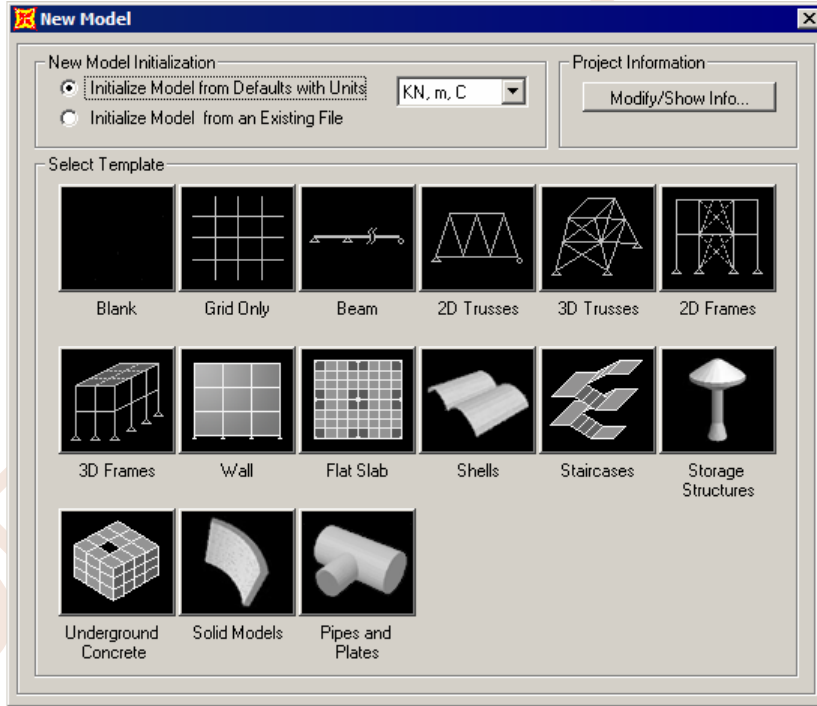 New Model
New Model Initialization
Initialize Model from Defaults with Units
KN, m, C
Initialize Model from an Existing File
Project Information
Modify/Show Info...
Select Template
Blank
Grid Only
Beam
2D Trusses
3D Trusses
2D Frames
3D Frames
Wall
Flat Slab
Shells
Staircases
Storage
Structures
Underground
Concrete
Solid Models
Pipes and
Plates